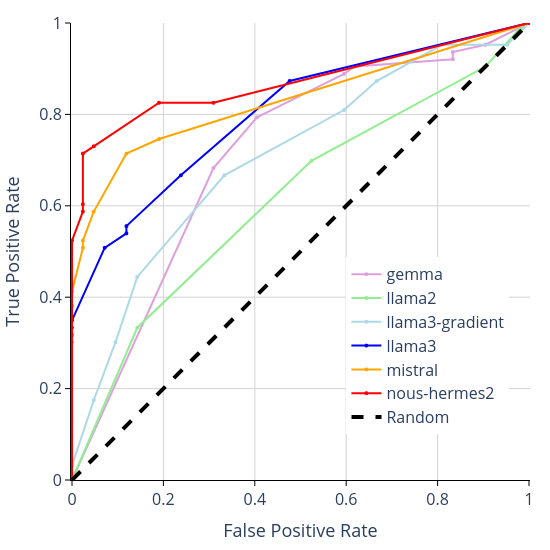 1
0.8
0.6
0.4
0.2
0
True Positive Rate
gemma
llama2
llama3-gradient
llama3
mistral
nous-hermes2
Random
0 0.2 0.4 0.6 0.8 1
False Positive Rate